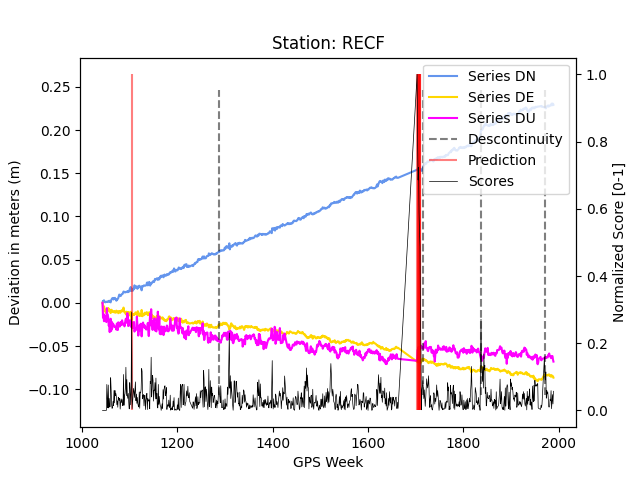 Station: RECF
Deviation in meters (m)
0.25
0.20
0.15
0.10
0.05
0.00
−0.05
−0.10
1.0
0.8
0.6
0.4
0.2
0.0
Normalized Score [0-1]
Series DN
Series DE
Series DU
Descontinuity
Prediction
Scores
1000 1200 1400 1600 1800 2000
GPS Week